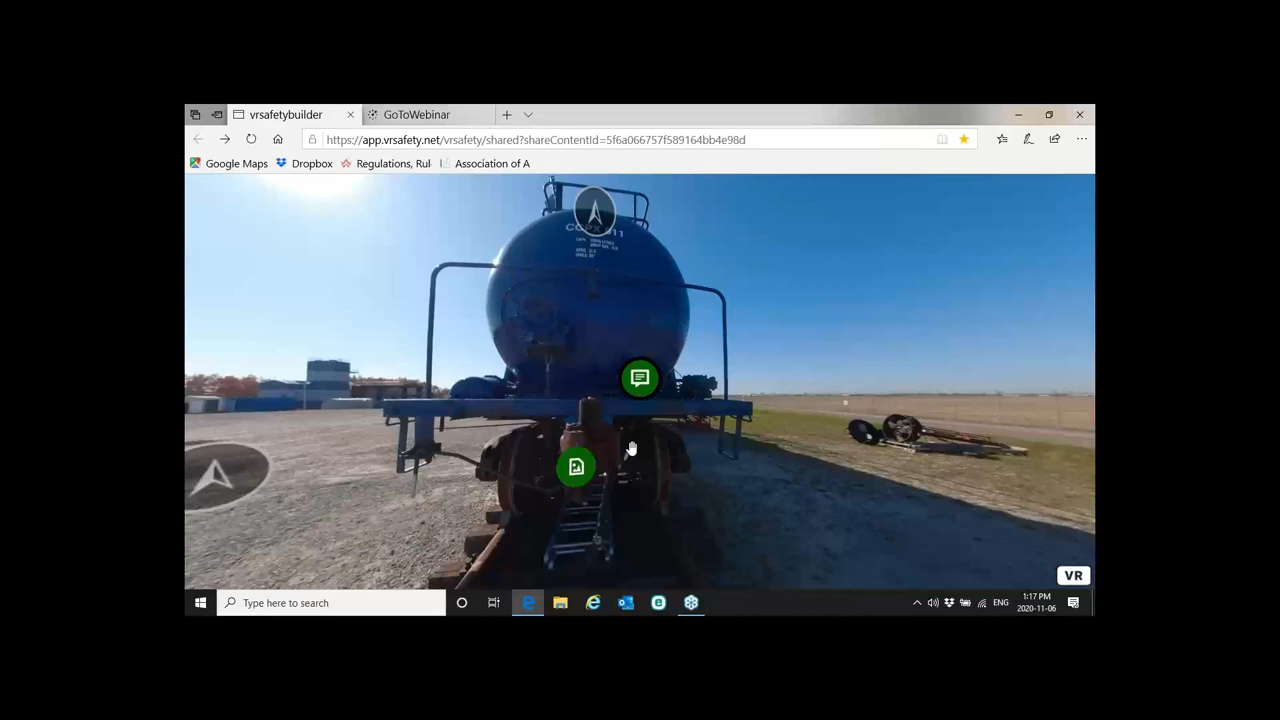 vrsafetybuilder
GoToWebinar
https://app.vrsafety.net/vrsafety/shared?shareContentId=5f6a066757f589164bb4e98d
Google Maps
Dropbox
Regulations, Rul
Association of A
VR
Type here to search
ENG
1:17 PM
2020-11-06